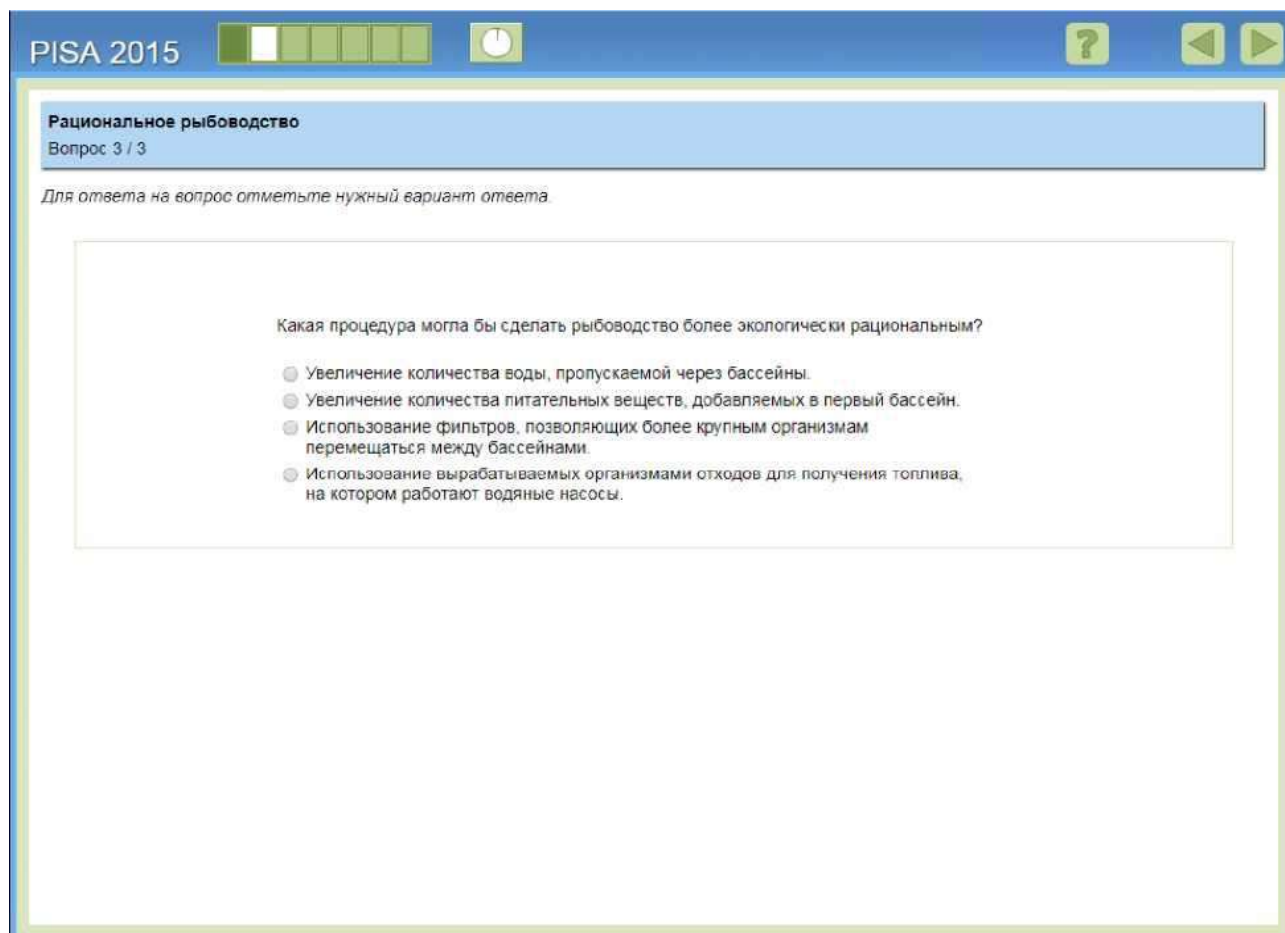 PISA 2015
?
Рациональное рыбоводство
Вопрос 3 / 3
Для ответа на вопрос отметьте нужный вариант ответа.
Какая процедура могла бы сделать рыбоводство более экологически рациональным?
Увеличение количества воды, пропускаемой через бассейны.
Увеличение количества питательных веществ, добавляемых в первый бассейн.
Использование фильтров, позволяющих более крупным организмам
перемещаться между бассейнами.
Использование вырабатываемых организмами отходов для получения топлива,
на котором работают водяные насосы.